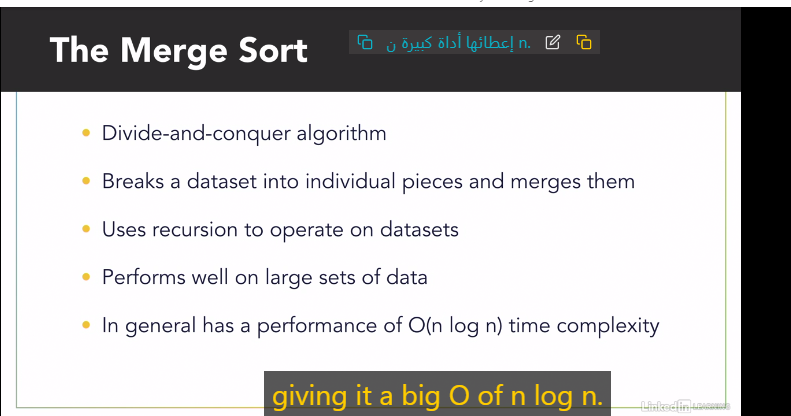 The Merge Sort
إعطائها أداة كبيرة ن n.
Divide-and-conquer algorithm
Breaks a dataset into individual pieces and merges them
Uses recursion to operate on datasets
Performs well on large sets of data
In general has a performance of O(n log n) time complexity
giving it a big O of n log n.
LinkedIn LEARNING